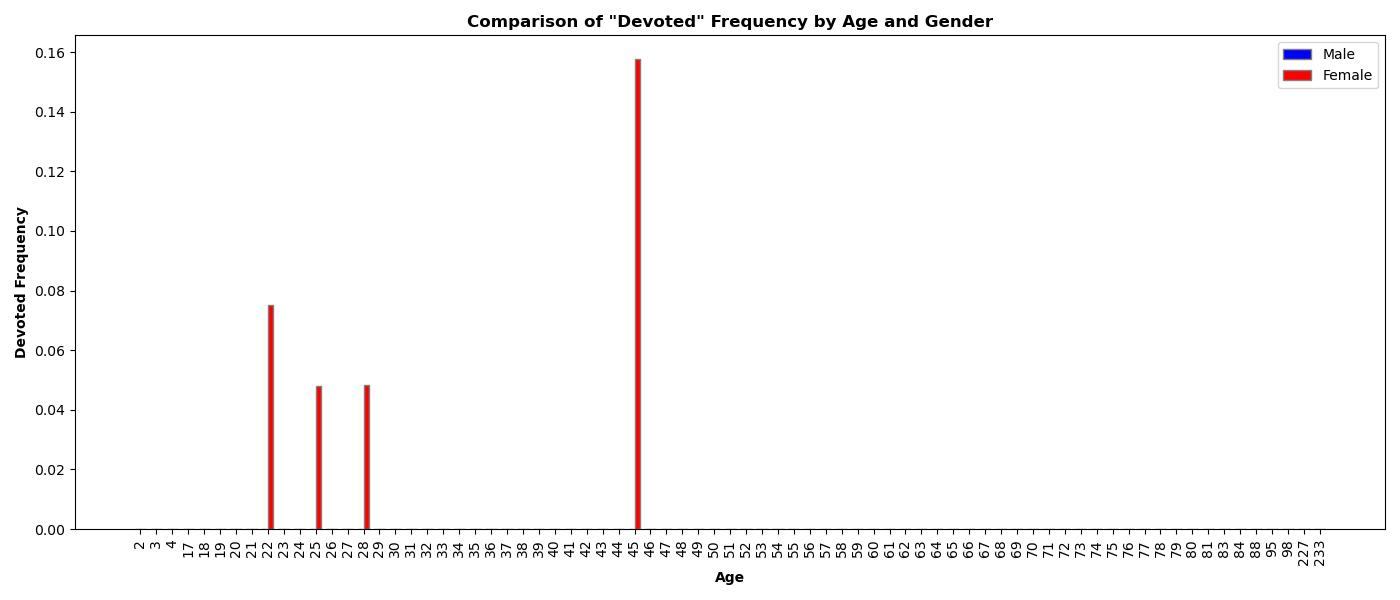 Comparison of "Devoted" Frequency by Age and Gender
Male
Female
Devoted Frequency
0.16
0.14
0.12
0.10
0.08
0.06
0.04
0.02
0.00
2 3 4 17 18 19 20 21 22 23 24 25 26 27 28 29 30 31 32 33 34 35 36 37 38 39 40 41 42 43 44 45 46 47 48 49 50 51 52 53 54 55 56 57 58 59 60 61 62 63 64 65 66 67 68 69 70 71 72 73 74 75 76 77 78 79 80 81 83 84 88 95 98 227 233
Age